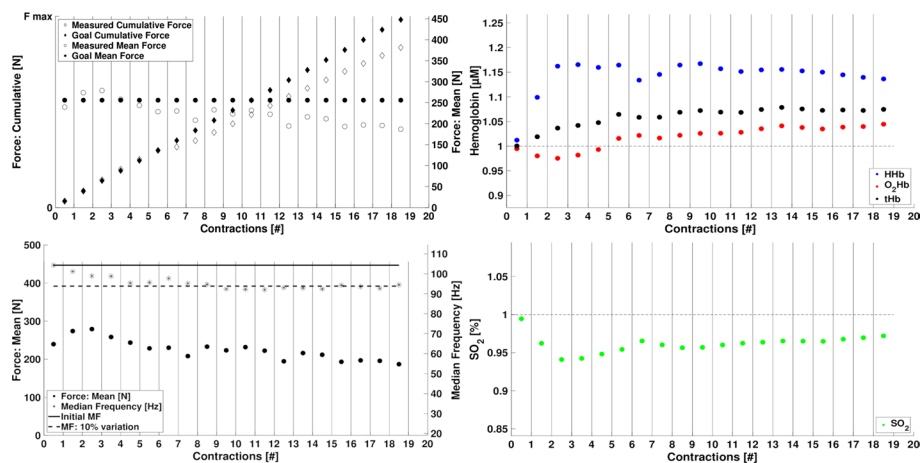 F max
Measured Cumulative Force
Goal Cumulative Force
Measured Mean Force
Goal Mean Force
Force: Cumulative [N]
0
450
400
350
300
250
200
150
100
50
0
Force: Mean [N]
0 1 2 3 4 5 6 7 8 9 10 11 12 13 14 15 16 17 18 19 20
Contractions [#]
Hemoglobin [µM]
1.2
1.15
1.1
1.05
1
0.95
0.9
HHb
O2Hb
tHb
0 1 2 3 4 5 6 7 8 9 10 11 12 13 14 15 16 17 18 19 20
Contractions [#]
Force: Mean [N]
500
400
300
200
100
0
Force: Mean [N]
Median Frequency [Hz]
Initial MF
MF: 10% variation
100
90
80
70
60
50
40
30
20
Median Frequency [Hz]
0 1 2 3 4 5 6 7 8 9 10 11 12 13 14 15 16 17 18 19 20
Contractions [#]
SO2 [%]
1.05
1
0.95
0.9
0.85
SO2
0 1 2 3 4 5 6 7 8 9 10 11 12 13 14 15 16 17 18 19 20
Contractions [#]